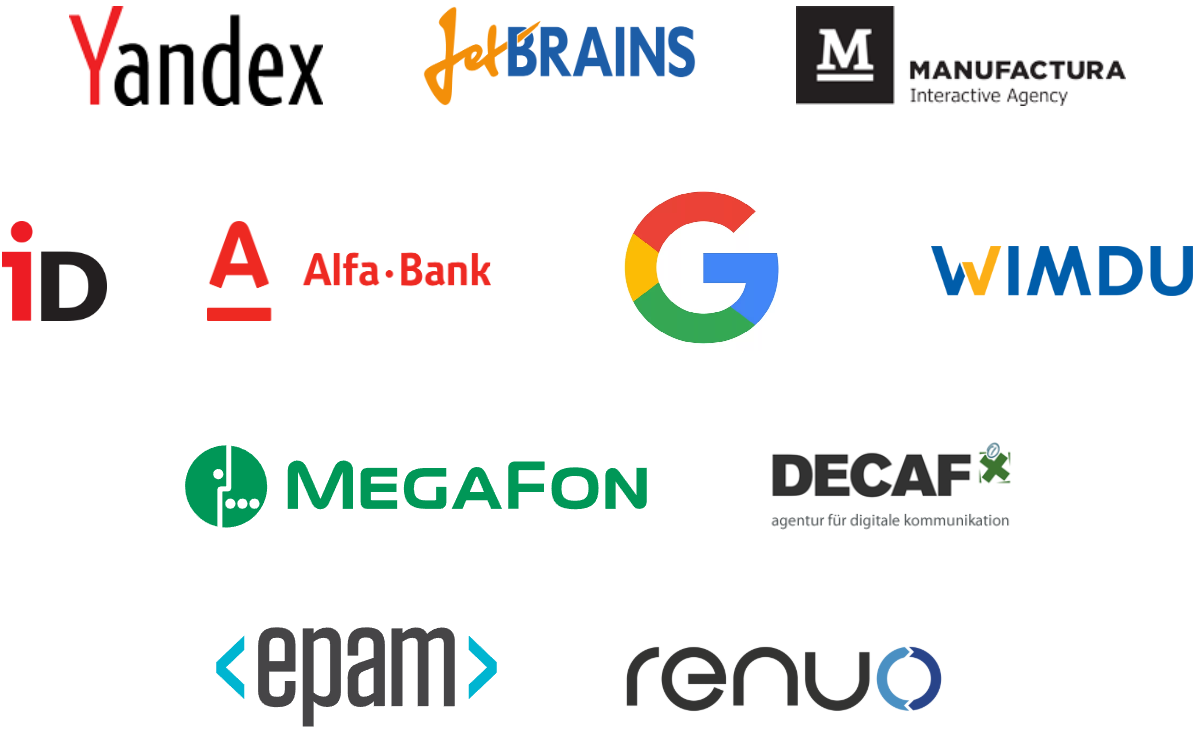 Yandex
JetBRAINS
M MANUFACTURA
Interactive Agency
iD
A Alfa·Bank
G
WIMDU
MEGAFON
DECAF
agentur für digitale kommunikation
<epam>
renuo